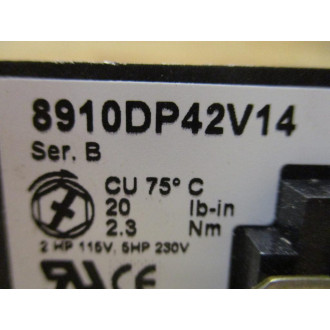 8910DP42V14
Ser. B
CU 75° C
20 lb-in
2.3 Nm
2 HP 115V, 5HP 230V